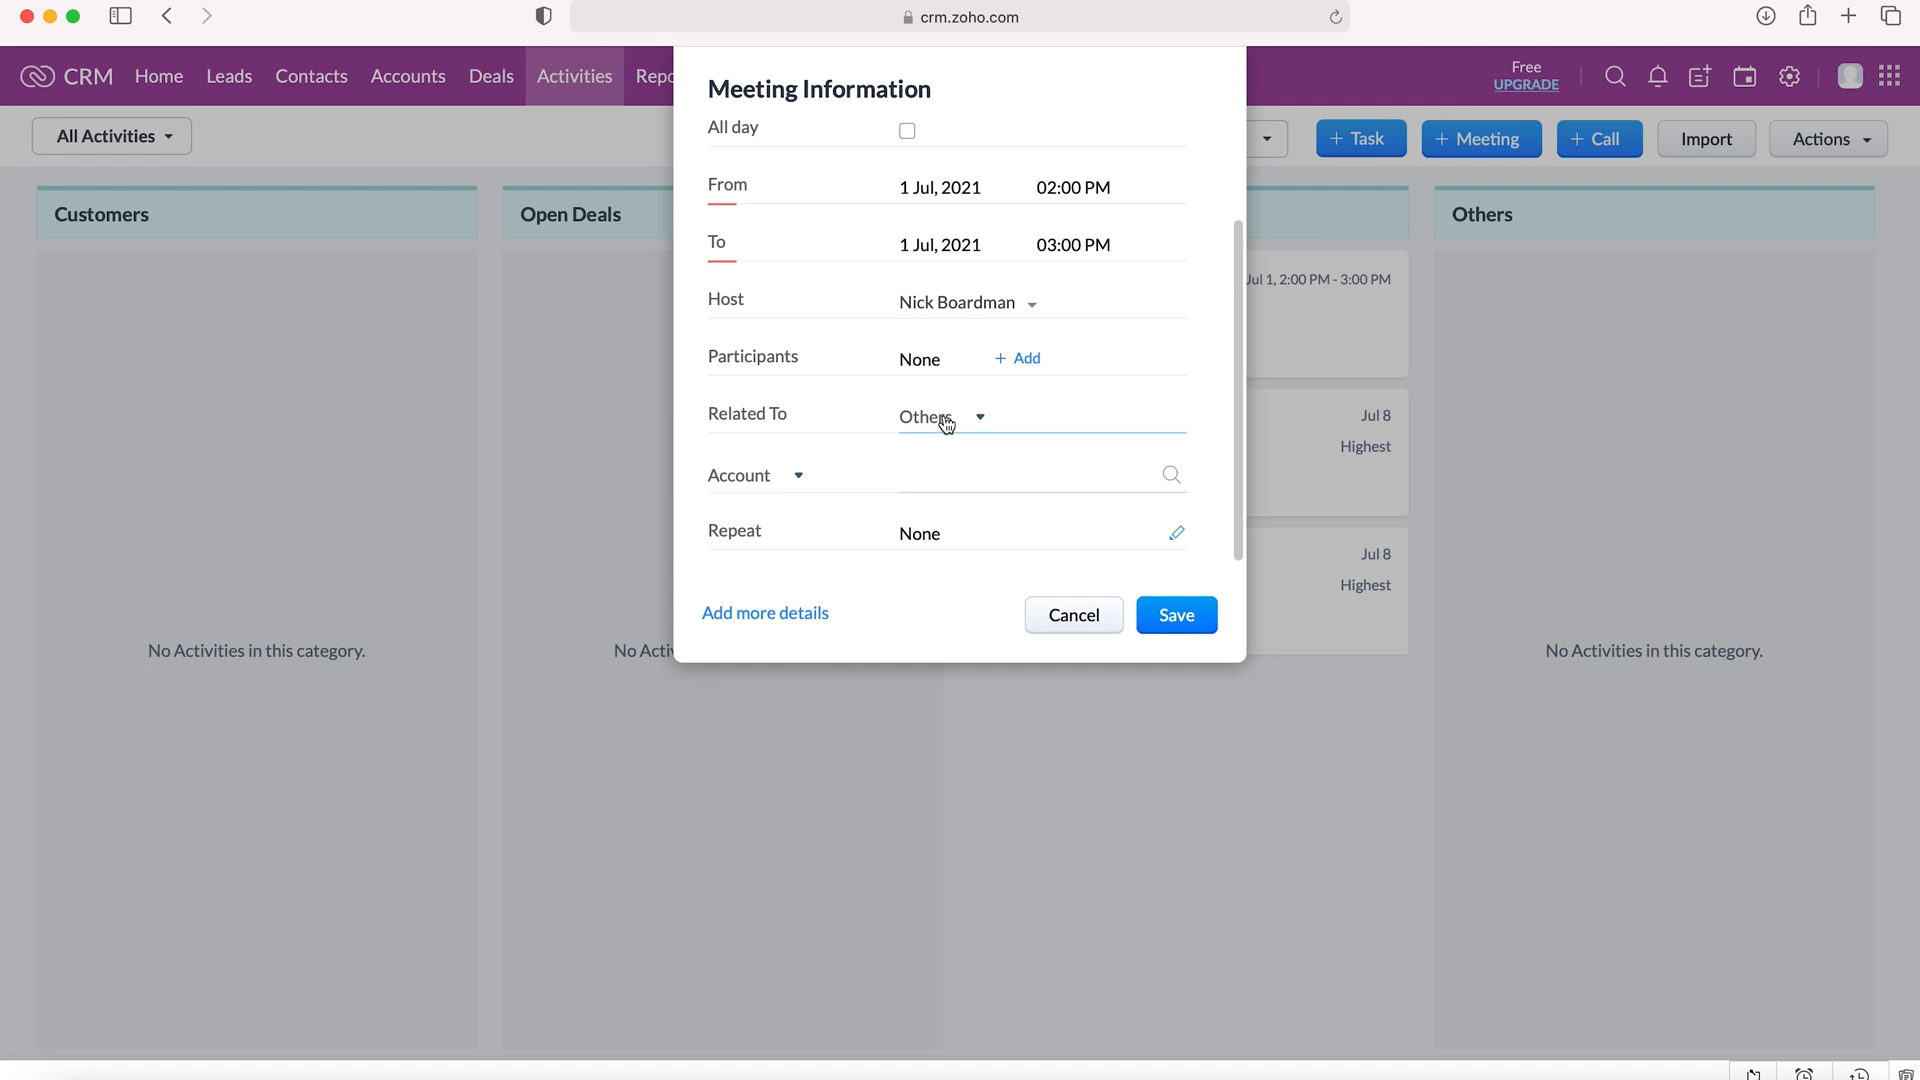 crm.zoho.com
CRM Home Leads Contacts Accounts Deals Activities Repo
Free
UPGRADE
All Activities
+ Task + Meeting + Call Import Actions
Customers
Open Deals
Others
Meeting Information
All day
From 1 Jul, 2021 02:00 PM
To 1 Jul, 2021 03:00 PM
Host Nick Boardman
Participants None + Add
Related To Others
Account
Repeat None
Add more details Cancel Save
Jul 1, 2:00 PM - 3:00 PM
Jul 8
Highest
Jul 8
Highest
No Activities in this category.
No Acti
No Activities in this category.